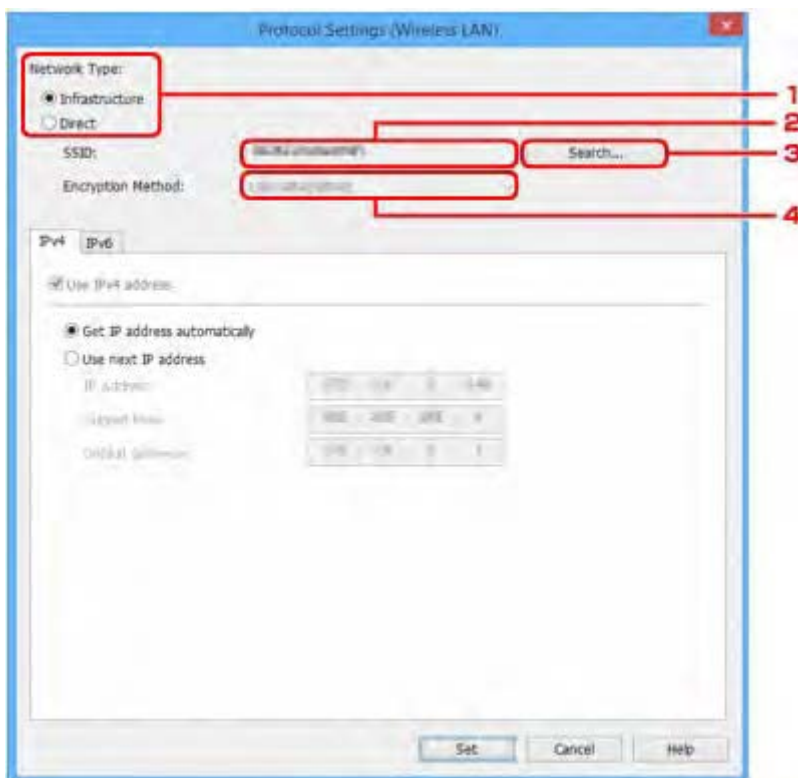 Protocol Settings (Wireless LAN)
Network Type:
Infrastructure
Direct
SSID:
Search...
Encryption Method:
1
2
3
4
IPv4 IPv6
Use IPv4 address
Get IP address automatically
Use next IP address
IP Address:
Subnet Mask:
Default Gateway:
Set Cancel Help